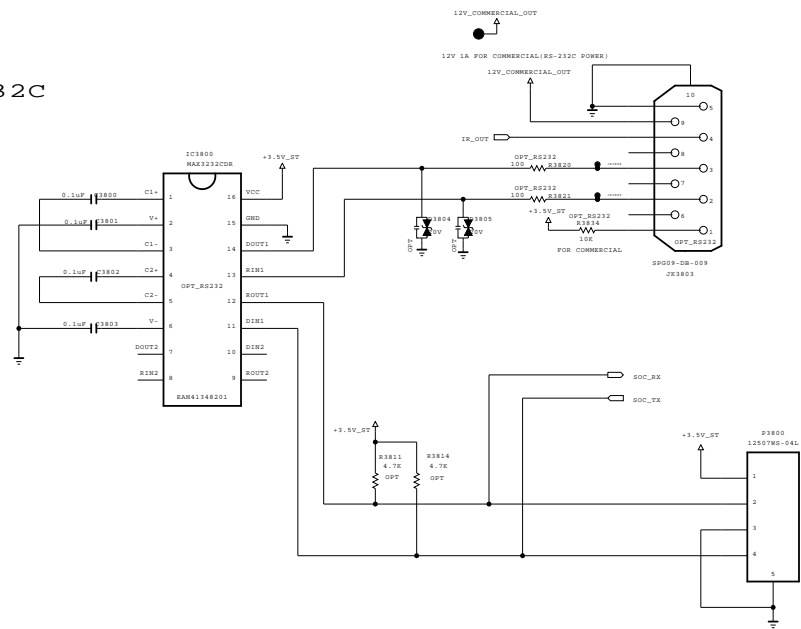 12V_COMMERCIAL_OUT
12V 1A FOR COMMERCIAL(RS-232C POWER)
12V_COMMERCIAL_OUT
32C
10
5
9
IR_OUT
4
8
IC3800
MAX3232CDR
+3.5V_ST
OPT_RS232
100 R3820
3
7
OPT_RS232
100 R3821
2
0.1uF C3800
C1+ 1
16 VCC
+3.5V_ST
OPT_RS232
R3834
6
0.1uF C3801
V+ 2
15 GND
D3804
D3805
OPT
OPT
10K
1
OPT_RS232
C1- 3
14 DOUT1
FOR COMMERCIAL
SPG09-DB-009
JK3803
0.1uF C3802
C2+ 4
13 RIN1
OPT_RS232
C2- 5
12 ROUT1
0.1uF C3803
V- 6
11 DIN1
DOUT2 7
10 DIN2
RIN2 8
9 ROUT2
EAN41348201
SOC_RX
SOC_TX
+3.5V_ST
R3811
4.7K
OPT
R3814
4.7K
OPT
+3.5V_ST
P3800
12507WS-04L
1
2
3
4
5